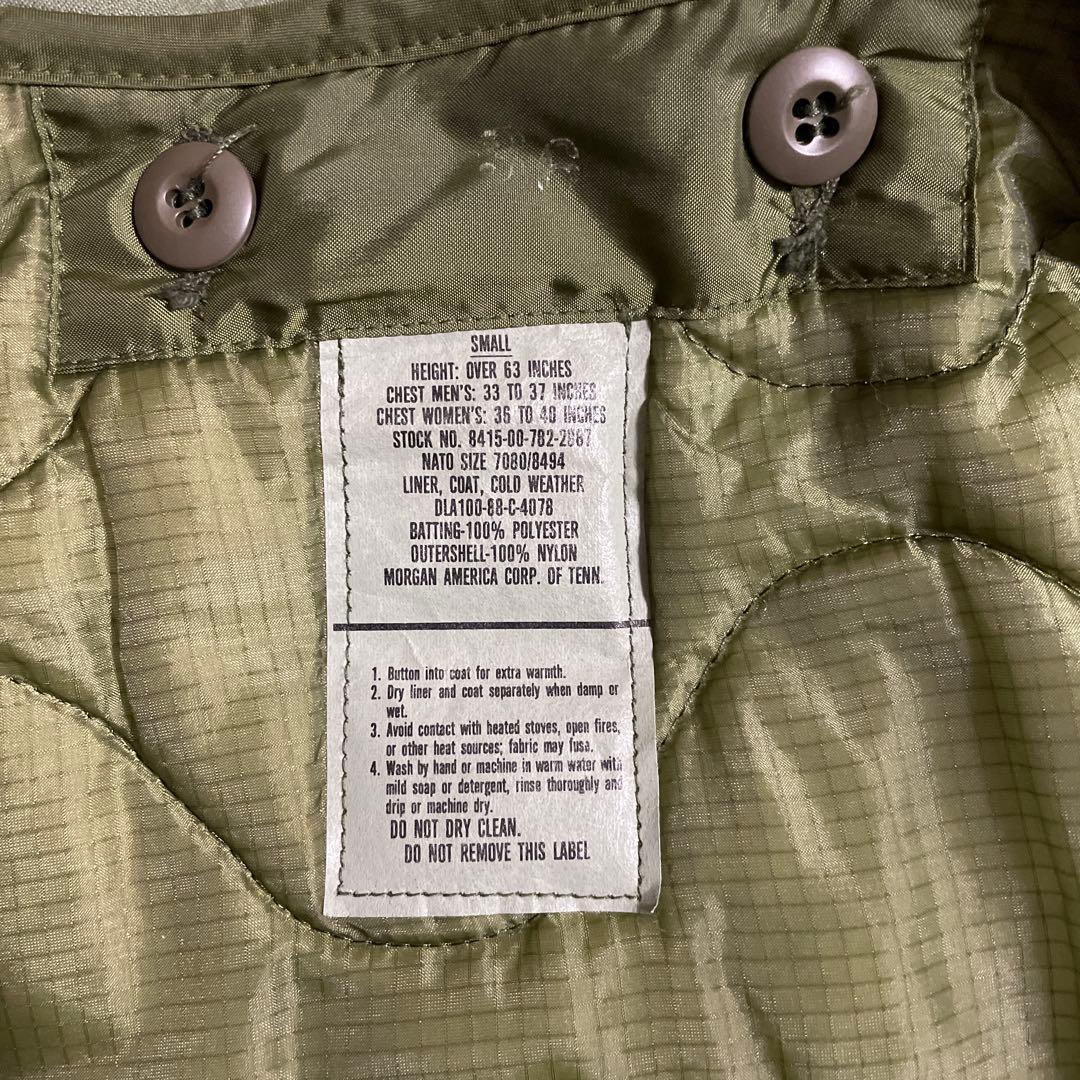 SMALL
HEIGHT: OVER 63 INCHES
CHEST MEN'S: 33 TO 37 INCHES
CHEST WOMEN'S: 36 TO 40 INCHES
STOCK NO. 8415-00-782-2887
NATO SIZE 7080/8494
LINER, COAT, COLD WEATHER
DLA100-88-C-4078
BATTING-100% POLYESTER
OUTERSHELL-100% NYLON
MORGAN AMERICA CORP. OF TENN.
1. Button into coat for extra warmth.
2. Dry liner and coat separately when damp or
wet.
3. Avoid contact with heated stoves, open fires,
or other heat sources; fabric may fuse.
4. Wash by hand or machine in warm water with
mild soap or detergent, rinse thoroughly and
drip or machine dry.
DO NOT DRY CLEAN.
DO NOT REMOVE THIS LABEL